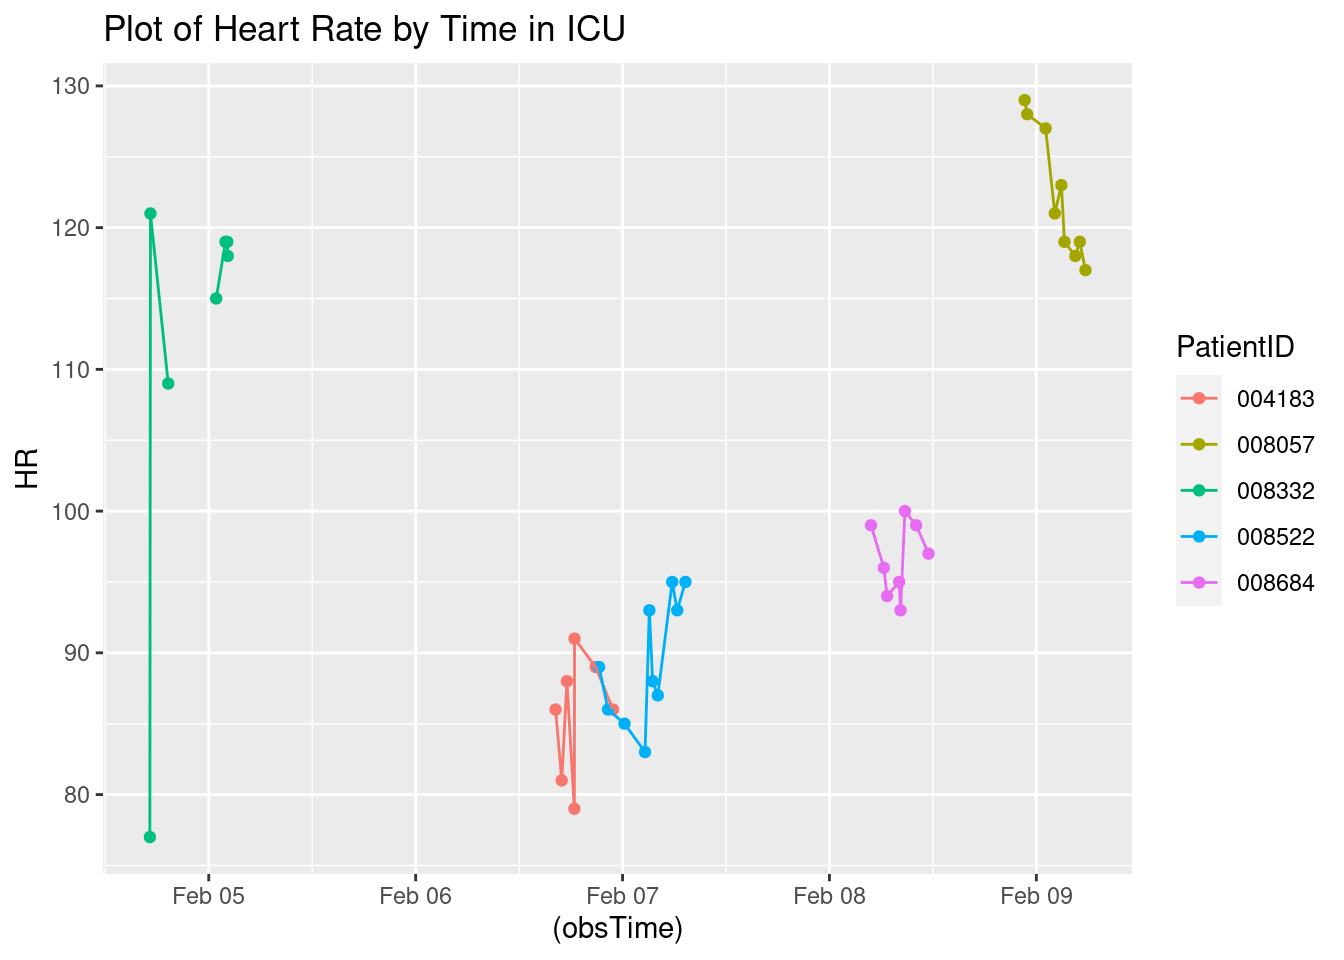 Plot of Heart Rate by Time in ICU
130
120
110
100
90
80
HR
Feb 05
Feb 06
Feb 07
Feb 08
Feb 09
(obsTime)
PatientID
004183
008057
008332
008522
008684